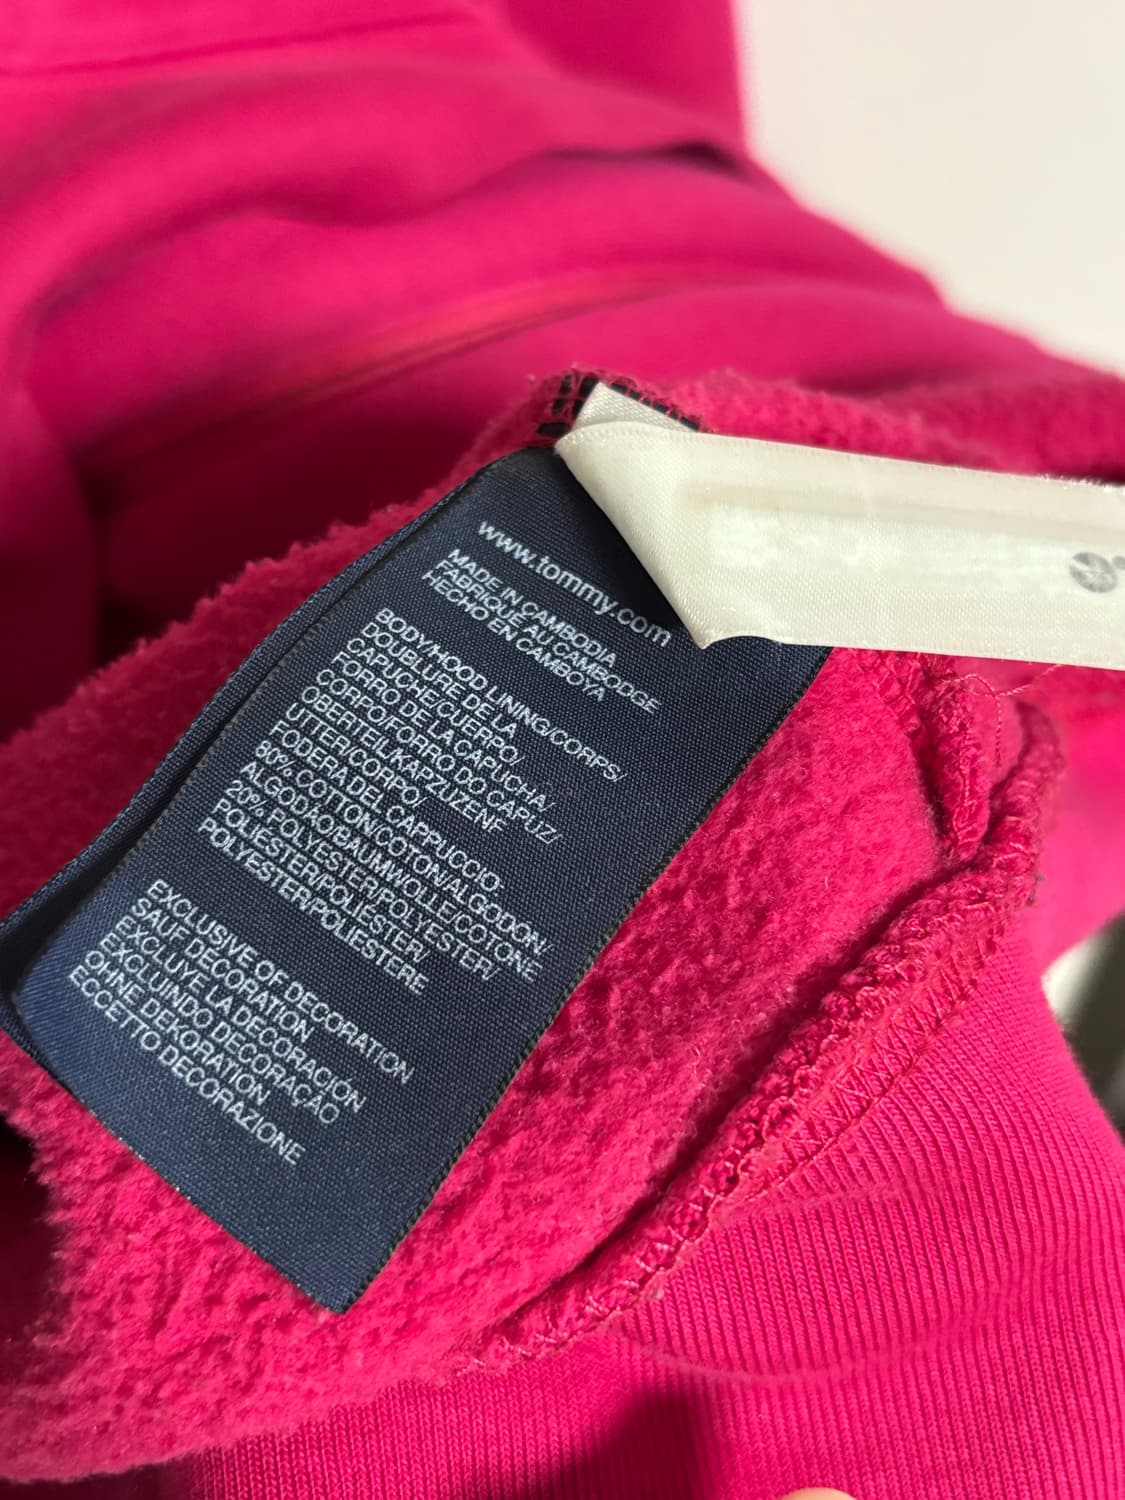 www.tommy.com
MADE IN CAMBODIA
FABRIQUE AU CAMBODGE
HECHO EN CAMBOYA
BODY/HOOD LINING/CORPS/
DOUBLURE DE LA
CAPUCHE/CUERPO/
FORRO DE LA CAPUCHA/
CORPO/FORRO DO CAPUZ/
OBERTEIL/KAPZUZENF
UTTER/CORPO/
FODERA DEL CAPPUCCIO-
80% COTTON/COTON/ALGODON/
ALGODÃO/BAUMWOLLE/COTONE
20% POLYESTER/POLYESTER/
POLIÉSTER/POLIÉSTER/
POLYESTER/POLIESTERE
EXCLUSIVE OF DECORATION
SAUF DECORATION
EXCLUYE LA DECORACIÓN
EXCLUINDO DECORAÇÃO
OHNE DEKORATION
ECCETTO DECORAZIONE